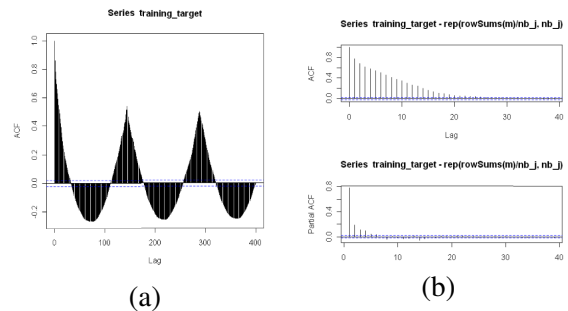 Series training_target
ACF
-0.2 0.0 0.2 0.4 0.6 0.8 1.0
0 100 200 300 400
Lag
(a)
Series training_target - rep(rowSums(m)/nb_j, nb_j)
ACF
0.0 0.4 0.8
0 10 20 30 40
Lag
Series training_target - rep(rowSums(m)/nb_j, nb_j)
Partial ACF
0.0 0.4 0.8
0 10 20 30 40
(b)